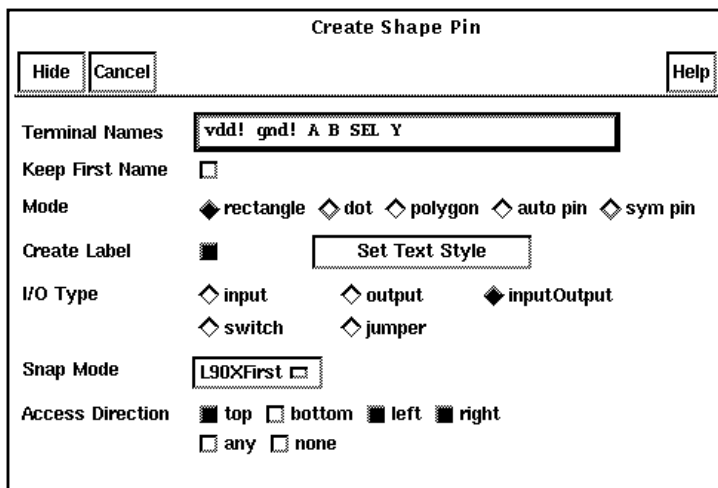 Create Shape Pin
Hide Cancel Help
Terminal Names vdd! gnd! A B SEL Y
Keep First Name
Mode rectangle dot polygon auto pin sym pin
Create Label Set Text Style
I/O Type input output inputOutput
switch jumper
Snap Mode L90XFirst
Access Direction top bottom left right
any none